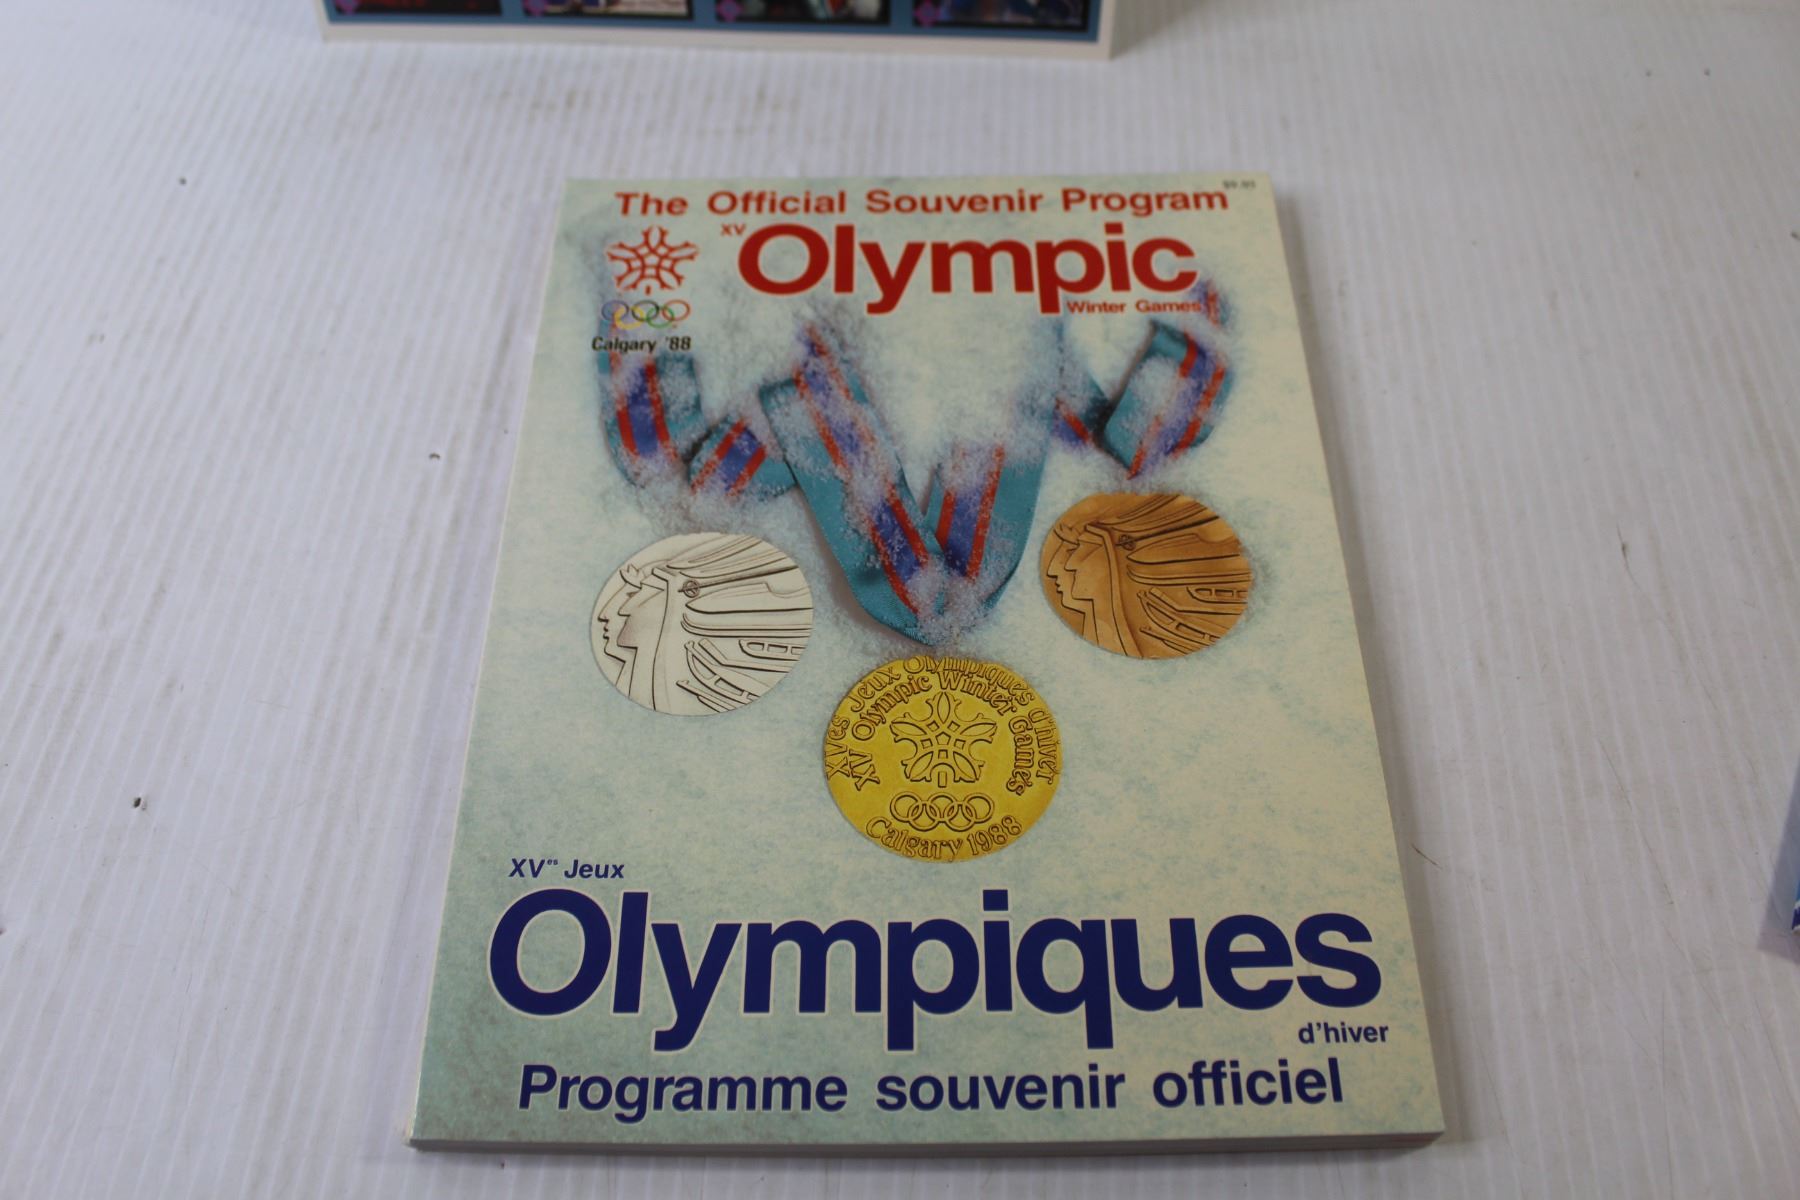 The Official Souvenir Program
XV
Olympic
Winter Games
Calgary '88
XVes Jeux Olympiques d'hiver
XV Olympic Winter Games
Calgary 1988
XVes Jeux
Olympiques
d'hiver
Programme souvenir officiel